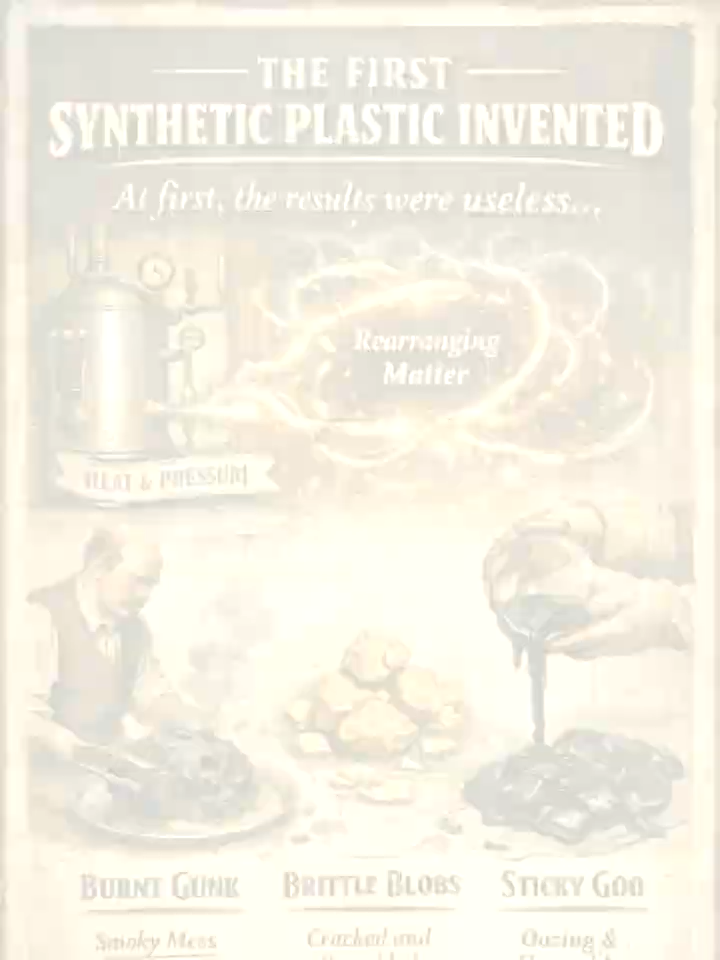 THE FIRST
SYNTHETIC PLASTIC INVENTED
At first, the results were useless...
Rearranging
Matter
HEAT & PRESSURE
BURNT GUNK
BRITTLE BLOBS
STICKY GOO
Smoky Mess
Cracked and
Oozing &